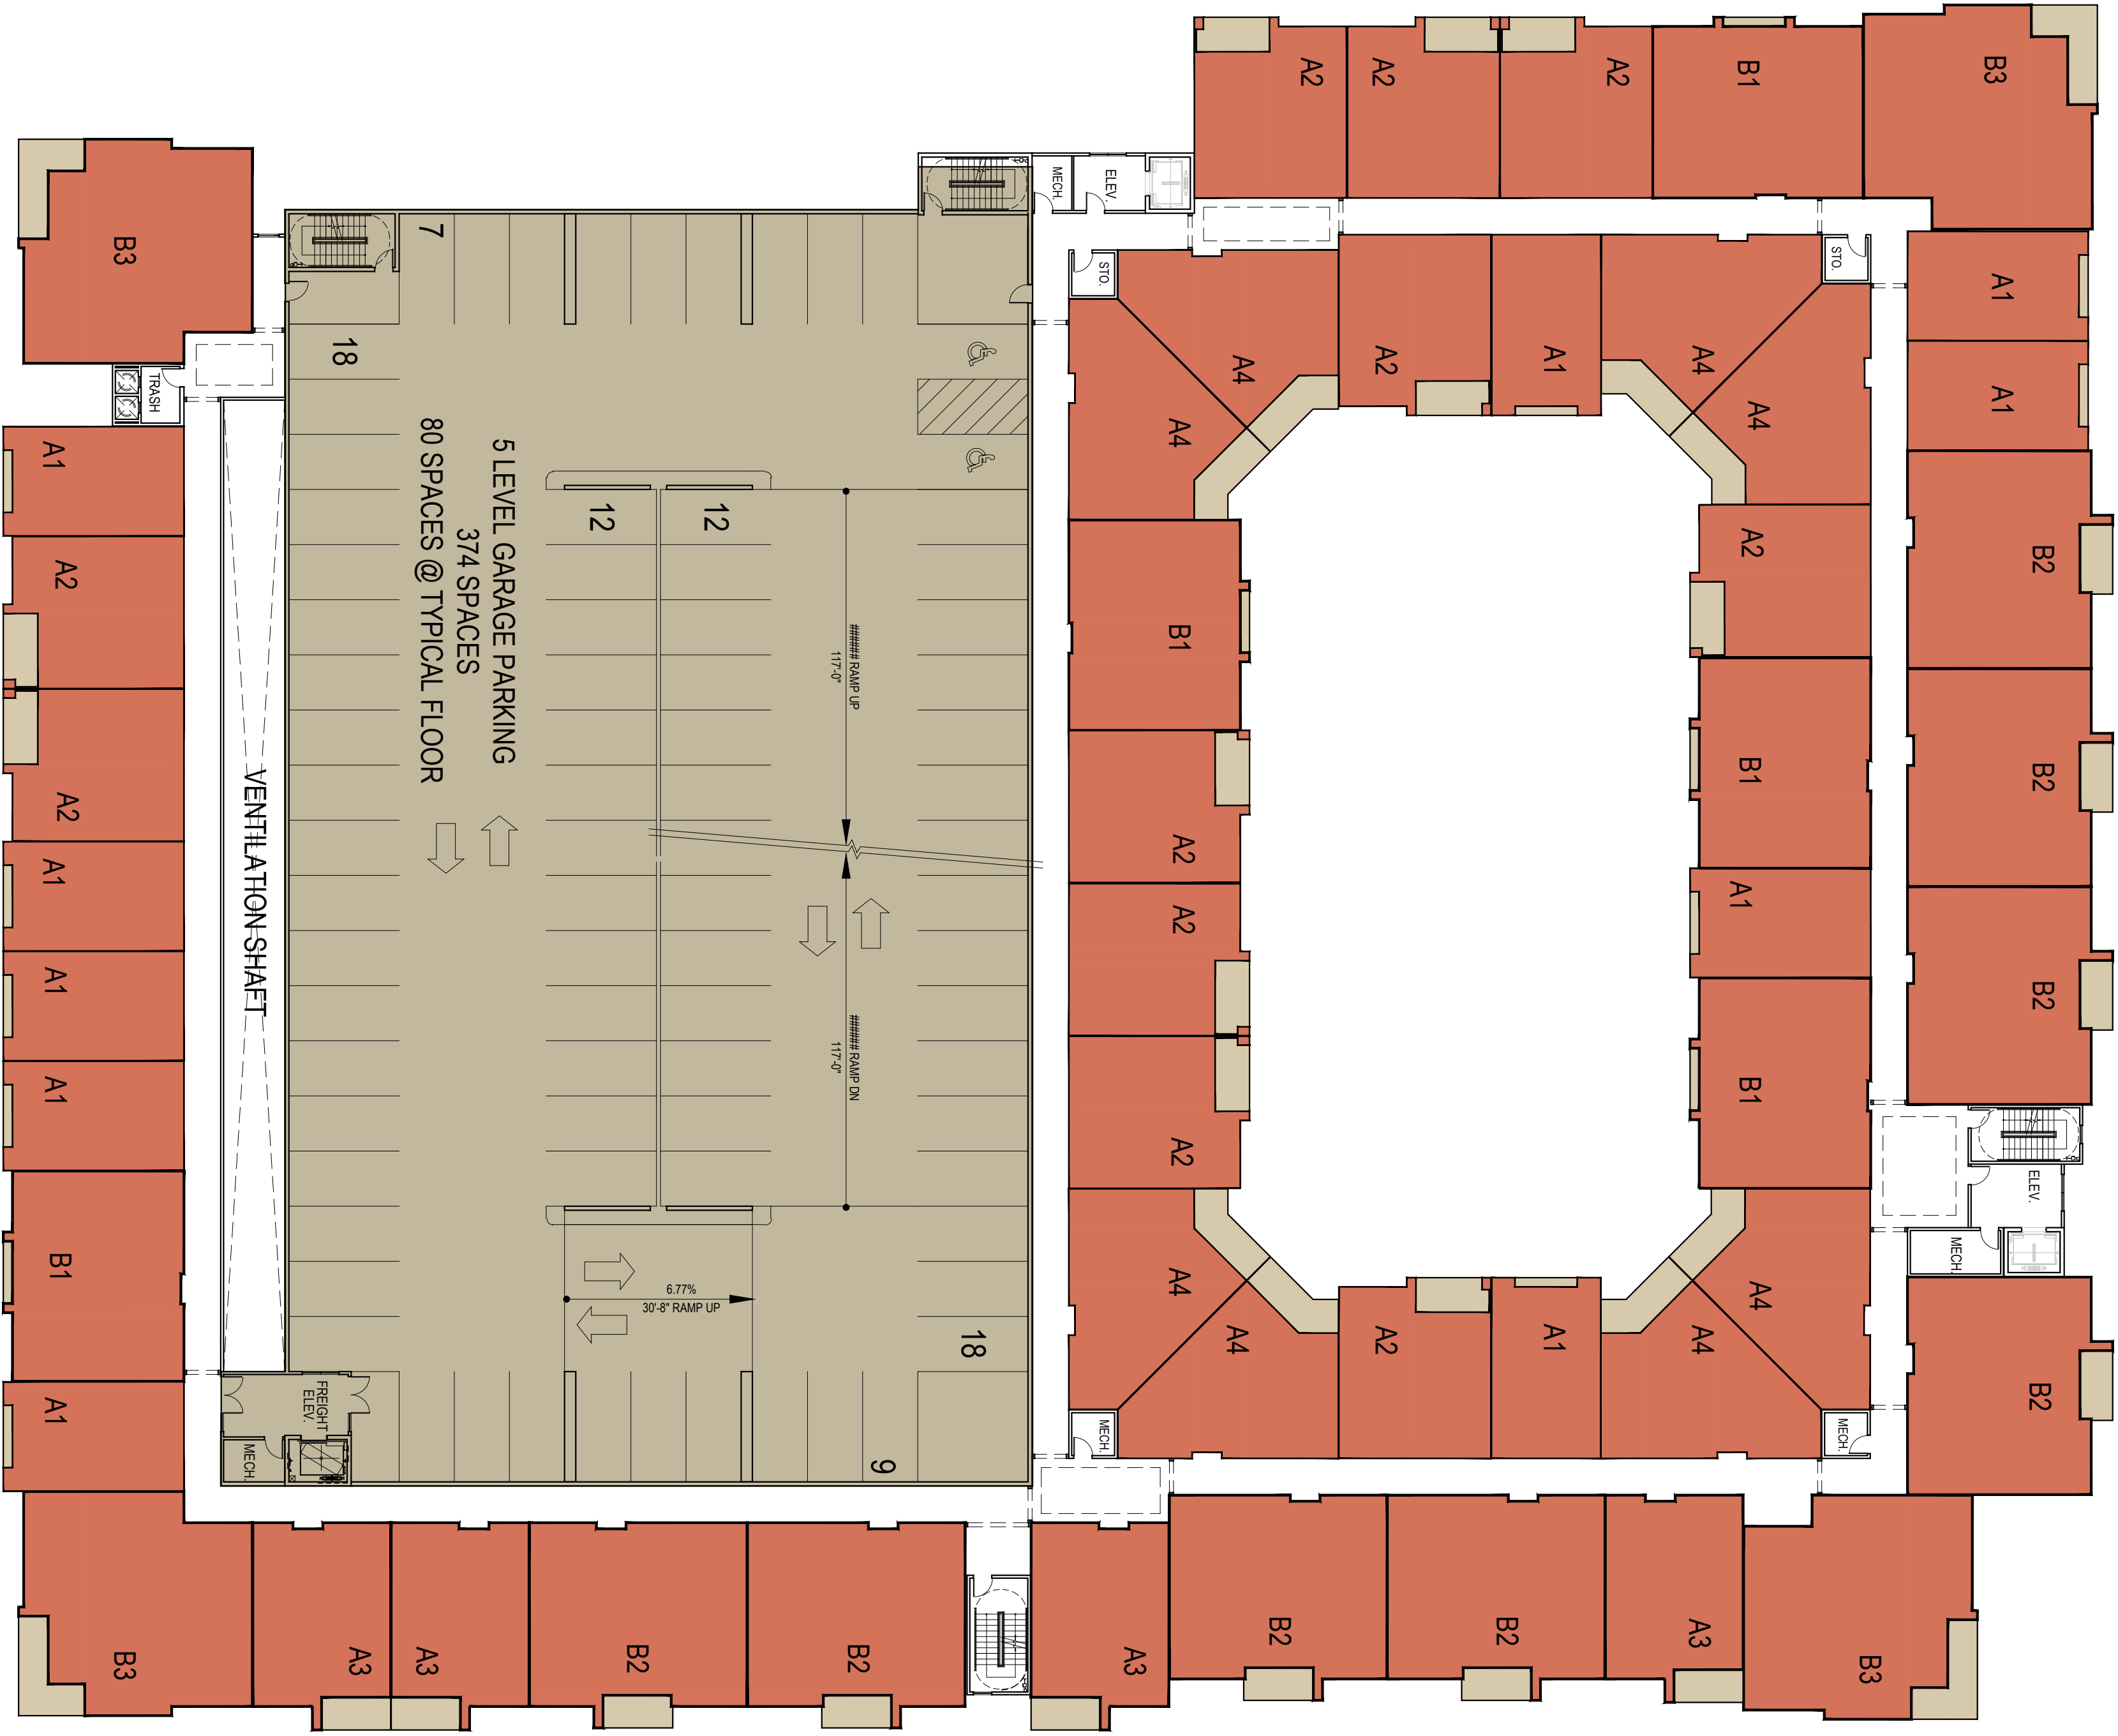 A2
A2
A2
B1
B3
B3
MECH.
ELEV.
7
18
STO.
STO.
A1
A1
TRASH
A4
A4
A2
A1
A4
A4
A1
A2
A2
A1
A1
A1
B1
A1
VENTILATION SHAFT
5 LEVEL GARAGE PARKING
374 SPACES
80 SPACES @ TYPICAL FLOOR
12
12
###### RAMP UP
117'-0"
###### RAMP DN
117'-0"
6.77%
30'-8" RAMP UP
18
9
FREIGHT
ELEV.
MECH.
B1
A2
A2
A2
A2
B1
A1
B1
B2
B2
B2
ELEV.
MECH.
B2
A4
A4
A2
A1
A4
A4
MECH.
MECH.
B3
A3
A3
B2
B2
A3
B2
B2
A3
B3